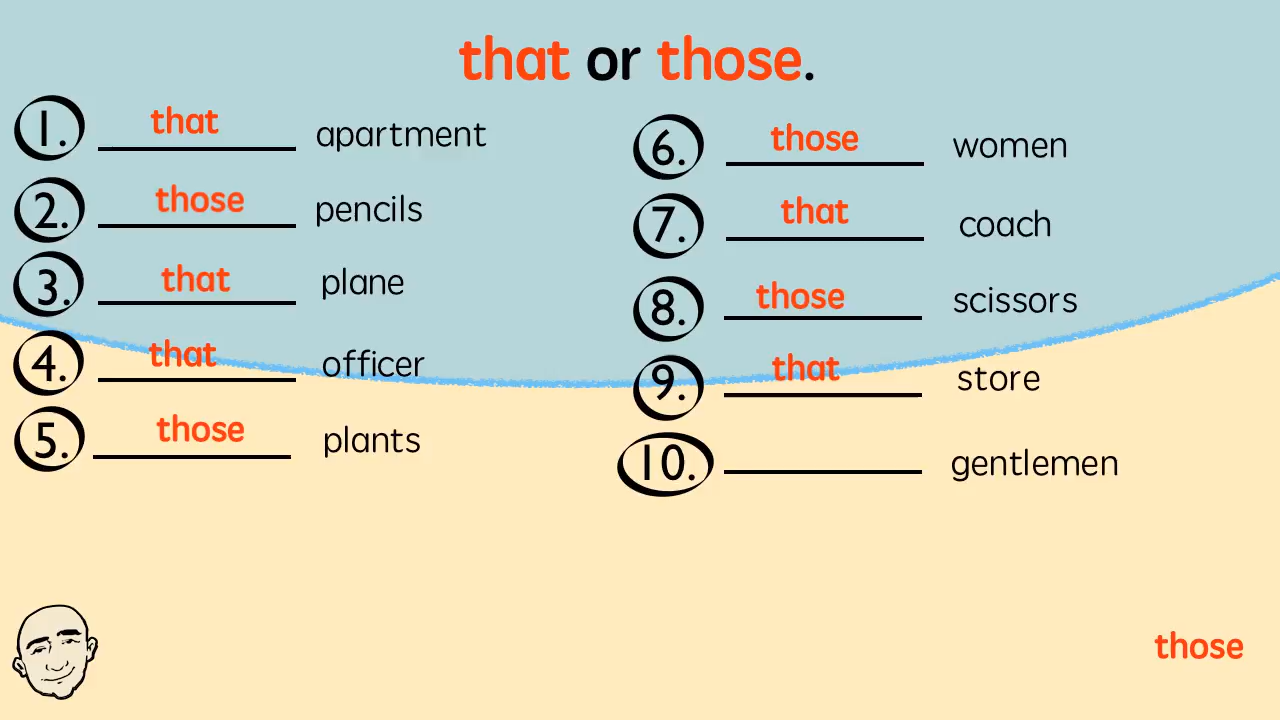 that or those.
1. that apartment
2. those pencils
3. that plane
4. that officer
5. those plants
6. those women
7. that coach
8. those scissors
9. that store
10. gentlemen
those